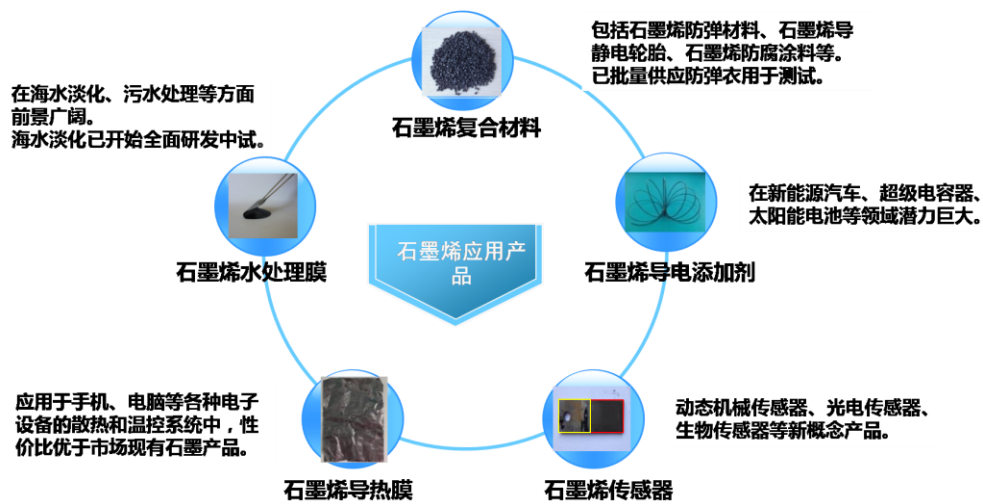 包括石墨烯防弹材料、石墨烯导
静电轮胎、石墨烯防腐涂料等。
已批量供应防弹衣用于测试。
石墨烯复合材料
在海水淡化、污水处理等方面
前景广阔。
海水淡化已开始全面研发中试。
石墨烯水处理膜
在新能源汽车、超级电容器、
太阳能电池等领域潜力巨大。
石墨烯导电添加剂
石墨烯应用产
品
应用于手机、电脑等各种电子
设备的散热和温控系统中，性
价比优于市场现有石墨产品。
石墨烯导热膜
动态机械传感器、光电传感器、
生物传感器等新概念产品。
石墨烯传感器